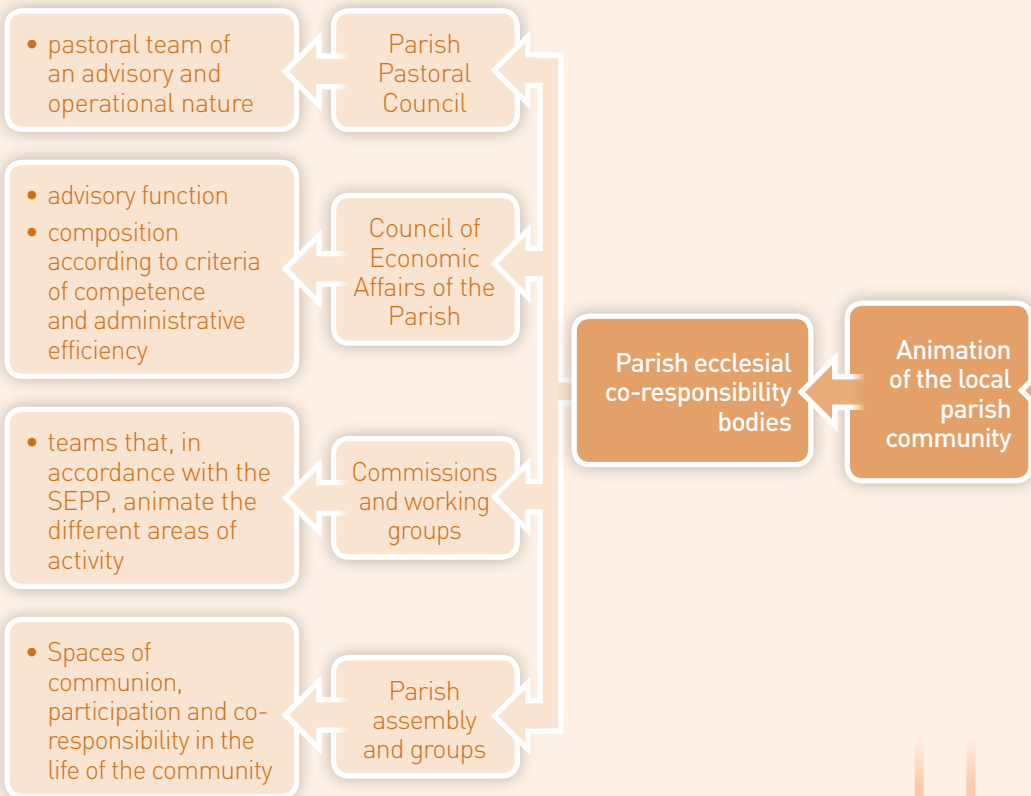 • pastoral team of
an advisory and
operational nature
Parish
Pastoral
Council
• advisory function
• composition
according to criteria
of competence
and administrative
efficiency
Council of
Economic
Affairs of the
Parish
Parish ecclesial
co-responsibility
bodies
Animation
of the local
parish
community
• teams that, in
accordance with the
SEPP, animate the
different areas of
activity
Commissions
and working
groups
• Spaces of
communion,
participation and co-
responsibility in the
life of the community
Parish
assembly
and groups